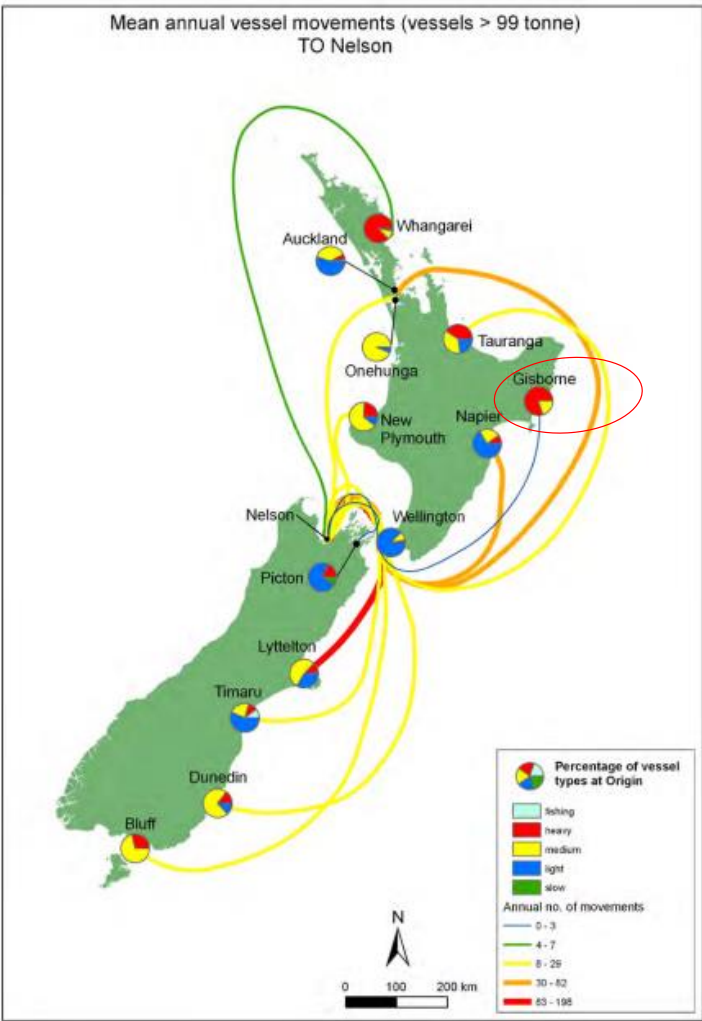 Mean annual vessel movements (vessels > 99 tonne)
TO Nelson
Whangarei
Auckland
Tauranga
Onehunga
Gisborne
New
Plymouth
Napier
Nelson
Wellington
Picton
Lyttelton
Timaru
Dunedin
Bluff
Percentage of vessel
types at Origin
fishing
heavy
medium
light
slow
Annual no. of movements
0 - 3
4 - 7
8 - 29
30 - 82
83 - 198
N
0 100 200 km